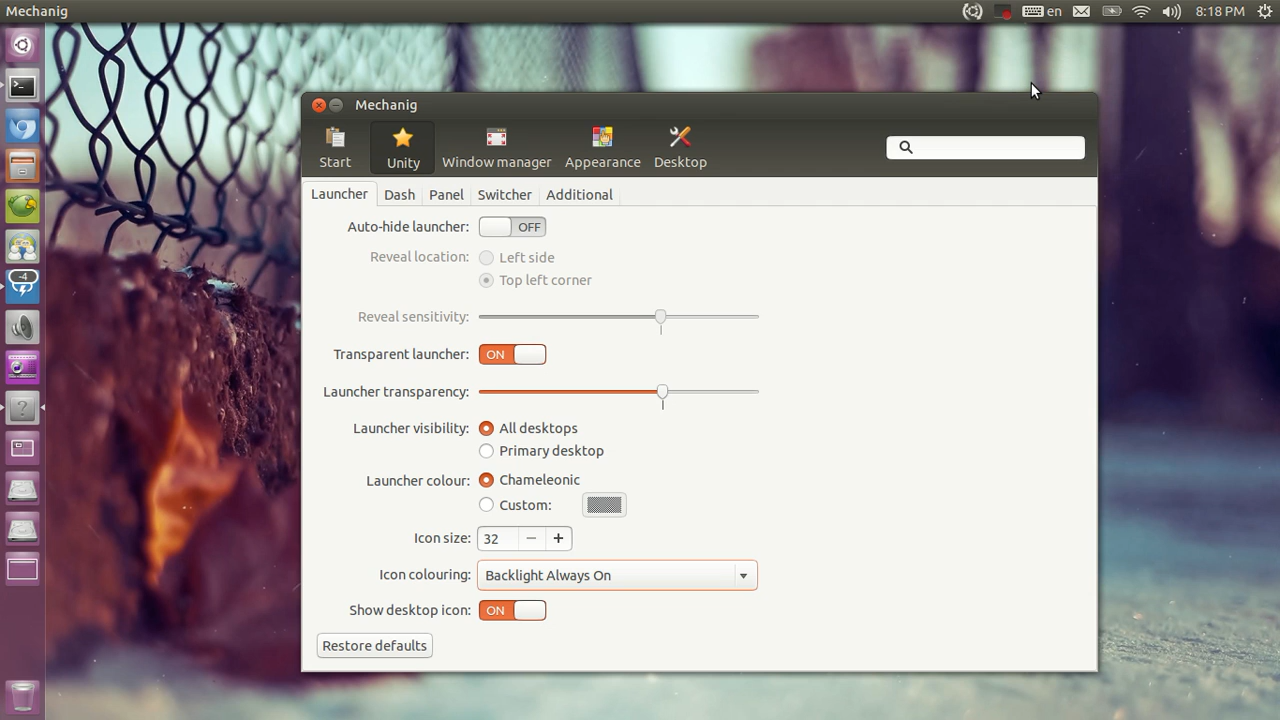 Mechanig
en
8:18 PM
Mechanig
Start
Unity
Window manager
Appearance
Desktop
Launcher
Dash
Panel
Switcher
Additional
Auto-hide launcher: OFF
Reveal location: Left side
Top left corner
Reveal sensitivity:
Transparent launcher: ON
Launcher transparency:
Launcher visibility: All desktops
Primary desktop
Launcher colour: Chameleonic
Custom:
Icon size: 32 − +
Icon colouring: Backlight Always On
Show desktop icon: ON
Restore defaults
-4
?